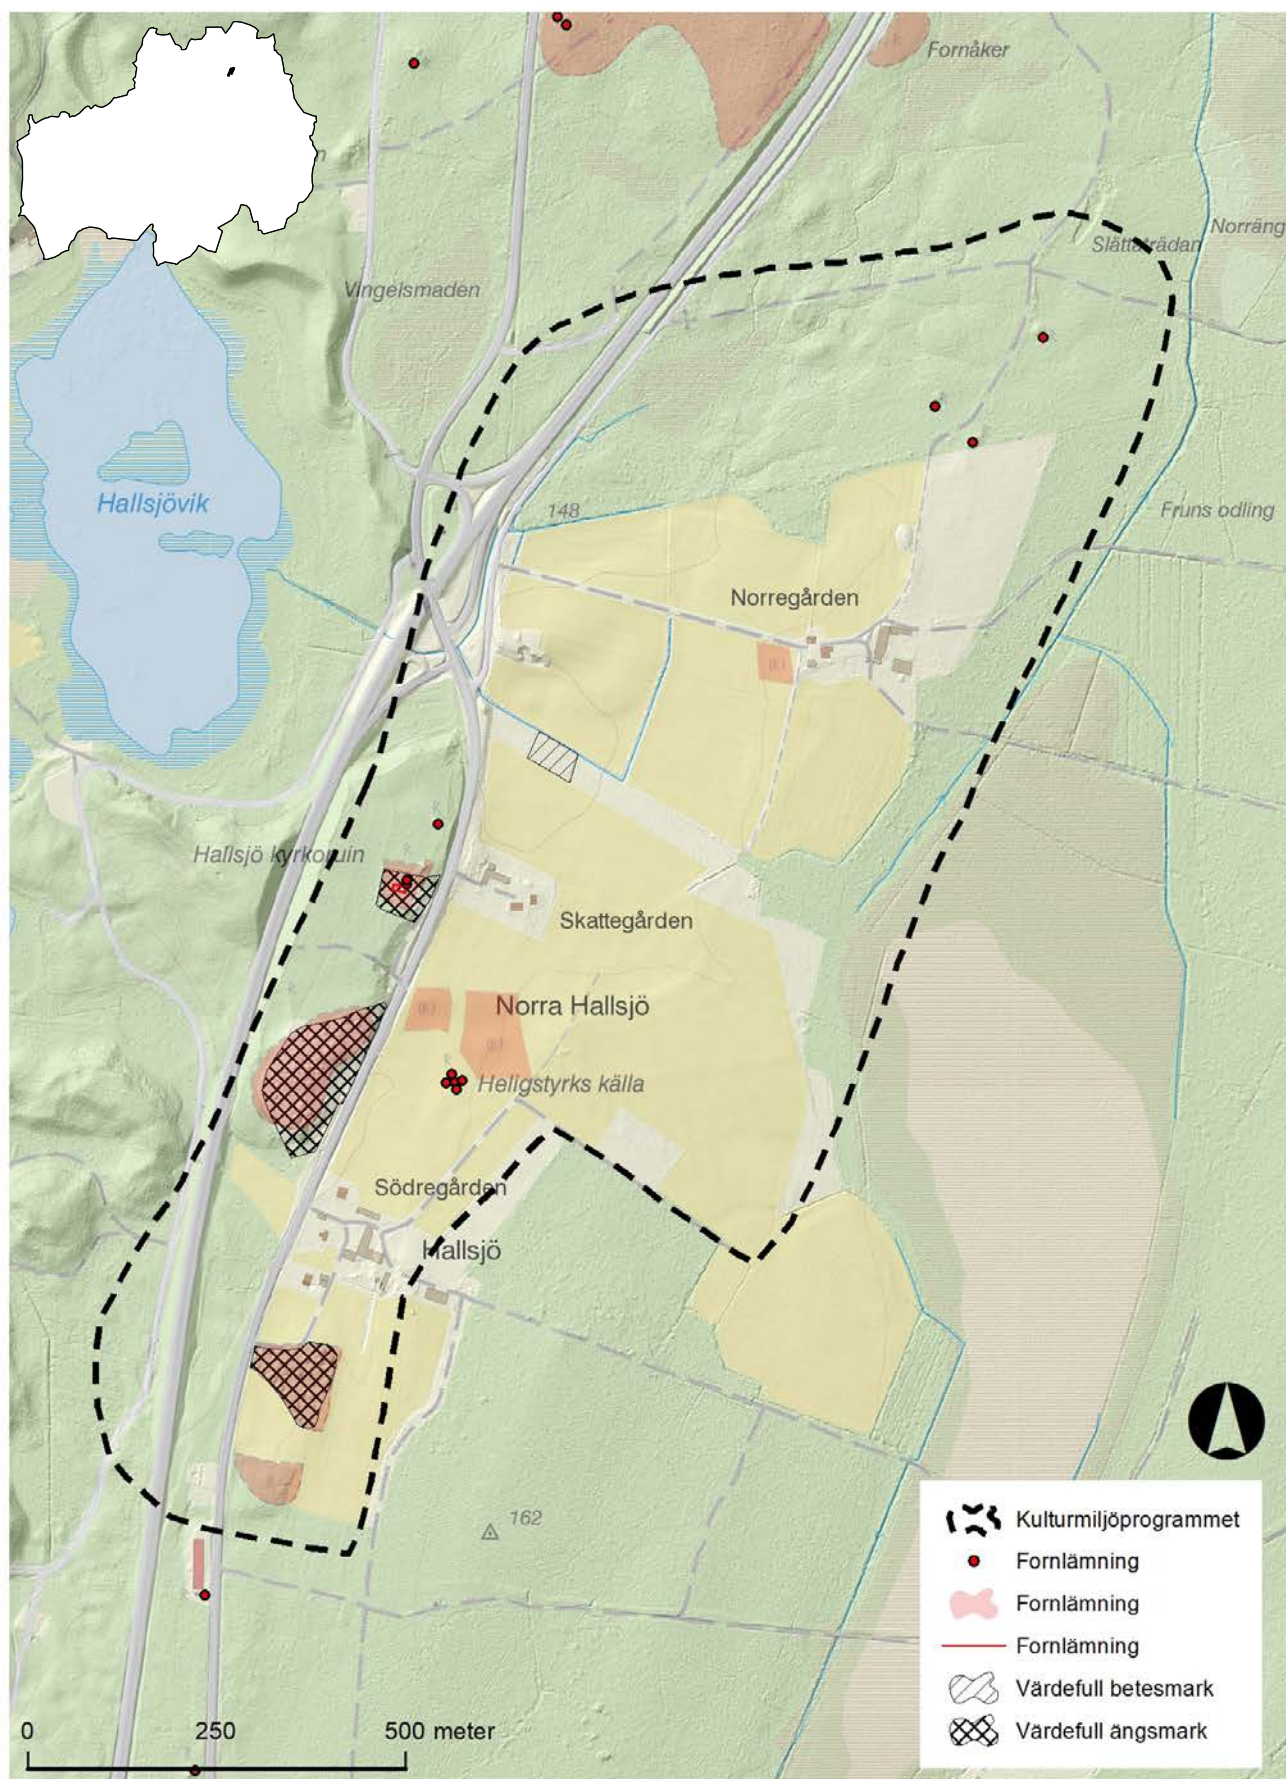 Fornåker
Norräng
Slättaträdan
Vingelsmaden
Hallsjövik
148
Fruns odling
Norregården
(R)
R
Hallsjö kyrkoruin
R
Skattegården
R
Norra Hallsjö
(R)
(R)
R
Heligstyrks källa
Södregården
Hallsjö
162
Kulturmiljöprogrammet
Fornlämning
Fornlämning
Fornlämning
Värdefull betesmark
Värdefull ängsmark
0 250 500 meter